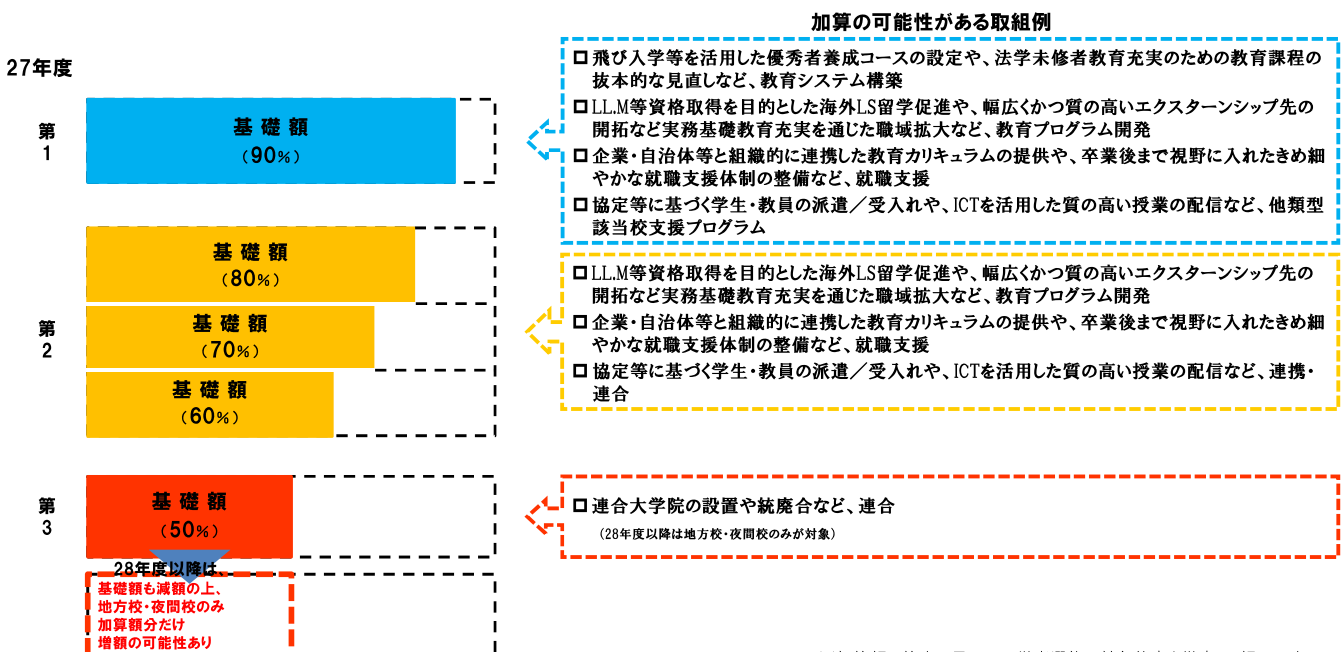 加算の可能性がある取組例
27年度
第1
基礎額
（90%）
□ 飛び入学等を活用した優秀者養成コースの設定や、法学未修者教育充実のための教育課程の
抜本的な見直しなど、教育システム構築
□ LL.M等資格取得を目的とした海外LS留学促進や、幅広くかつ質の高いエクスターンシップ先の
開拓など実務基礎教育充実を通じた職域拡大など、教育プログラム開発
□ 企業・自治体等と組織的に連携した教育カリキュラムの提供や、卒業後まで視野に入れたきめ細
やかな就職支援体制の整備など、就職支援
□ 協定等に基づく学生・教員の派遣／受入れや、ICTを活用した質の高い授業の配信など、他類型
該当校支援プログラム
第2
基礎額
（80%）
基礎額
（70%）
基礎額
（60%）
□ LL.M等資格取得を目的とした海外LS留学促進や、幅広くかつ質の高いエクスターンシップ先の
開拓など実務基礎教育充実を通じた職域拡大など、教育プログラム開発
□ 企業・自治体等と組織的に連携した教育カリキュラムの提供や、卒業後まで視野に入れたきめ細
やかな就職支援体制の整備など、就職支援
□ 協定等に基づく学生・教員の派遣／受入れや、ICTを活用した質の高い授業の配信など、連携・
連合
第3
基礎額
（50%）
□ 連合大学院の設置や統廃合など、連合
（28年度以降は地方校・夜間校のみが対象）
28年度以降は、
基礎額も減額の上、
地方校・夜間校のみ
加算額分だけ
増額の可能性あり